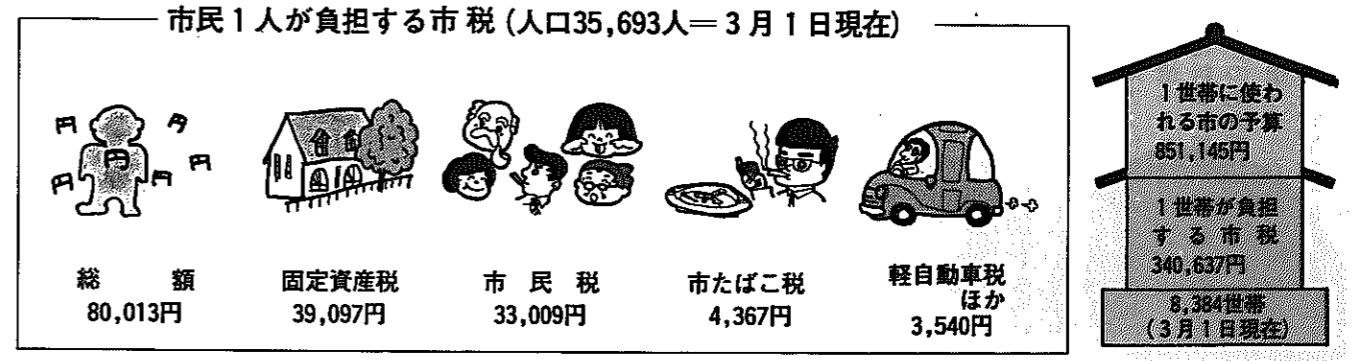 市民1人が負担する市税(人口35,693人=3月1日現在)
円
円
円
円
円
円
総額
80,013円
固定資産税
39,097円
市民税
33,009円
市たばこ税
4,367円
軽自動車税
ほか
3,540円
1世帯に使わ
れる市の予算
851,145円
1世帯が負担
する市税
340,637円
8,384世帯
(3月1日現在)